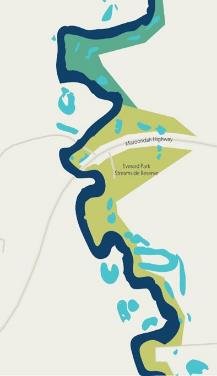 Maroondah Highway
Everard Park
Streamside Reserve